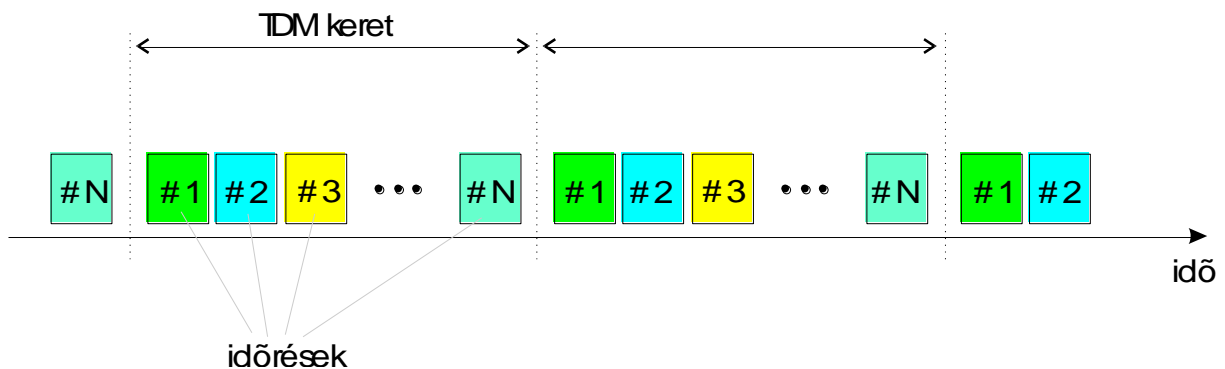 TDM keret
#N #1 #2 #3 ••• #N #1 #2 #3 ••• #N #1 #2
idõ
idõrések